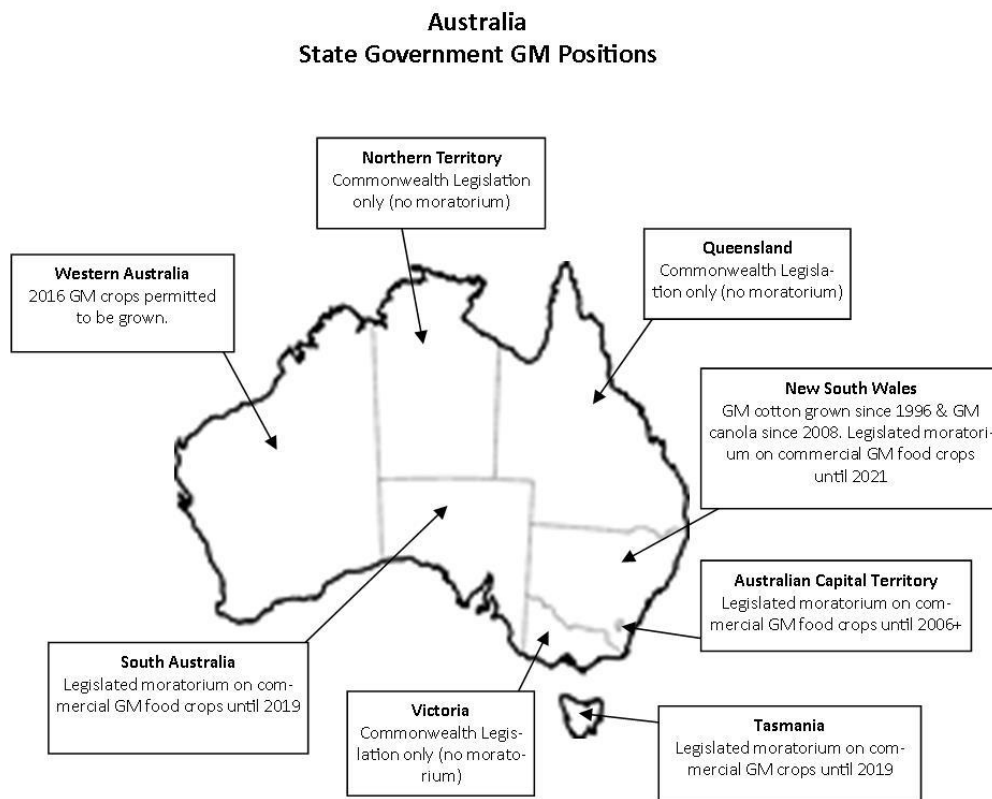 Australia
State Government GM Positions
Northern Territory
Commonwealth Legislation
only (no moratorium)
Queensland
Commonwealth Legisla-
tion only (no moratorium)
Western Australia
2016 GM crops permitted
to be grown.
New South Wales
GM cotton grown since 1996 & GM
canola since 2008. Legislated moratori-
um on commercial GM food crops
until 2021
Australian Capital Territory
Legislated moratorium on com-
mercial GM food crops until 2006+
South Australia
Legislated moratorium on com-
mercial GM food crops until 2019
Victoria
Commonwealth Legis-
lation only (no morato-
rium)
Tasmania
Legislated moratorium on com-
mercial GM crops until 2019